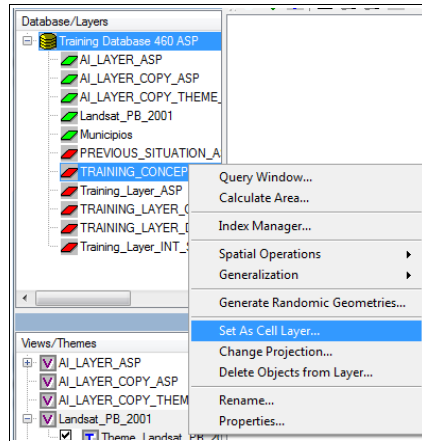 Database/Layers
Training Database 460 ASP
AI_LAYER_ASP
AI_LAYER_COPY_ASP
AI_LAYER_COPY_THEME_
Landsat_PB_2001
Municipios
PREVIOUS_SITUATION_A
TRAINING_CONCEP
Training_Layer_ASP
TRAINING_LAYER_
TRAINING_LAYER_
Training_Layer_INT_
Query Window...
Calculate Area...
Index Manager...
Spatial Operations
Generalization
Generate Randomic Geometries...
Set As Cell Layer...
Change Projection...
Delete Objects from Layer...
Rename...
Properties...
Views/Themes
AI_LAYER_ASP
AI_LAYER_COPY_ASP
AI_LAYER_COPY_THEM
Landsat_PB_2001
Theme_Landsat_PB_20